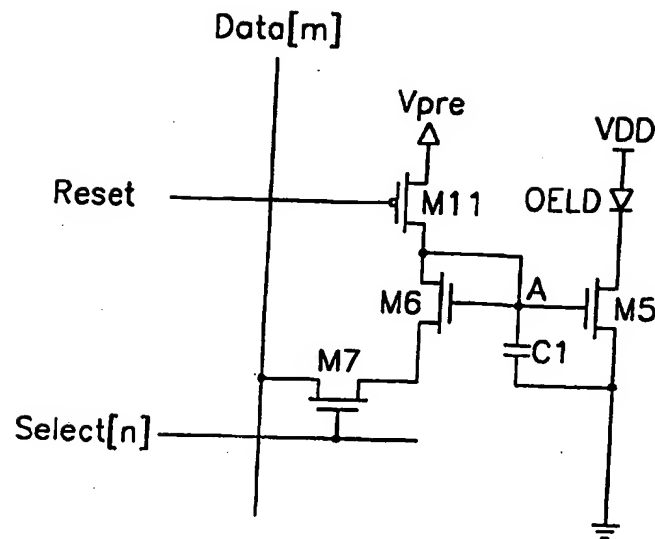 Data[m]
Vpre
VDD
Reset
M11
OELD
A
M6
M5
M7
C1
Select[n]